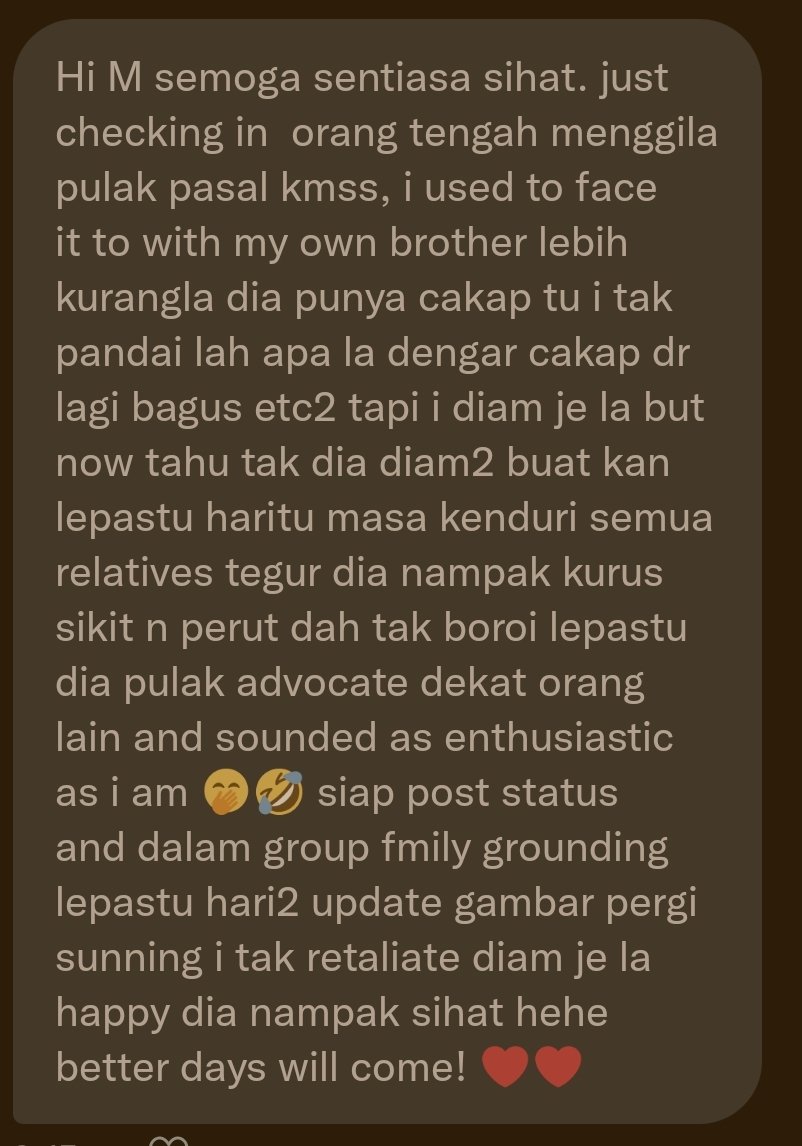 Hi M semoga sentiasa sihat. just
checking in  orang tengah menggila
pulak pasal kmss, i used to face
it to with my own brother lebih
kurangla dia punya cakap tu i tak
pandai lah apa la dengar cakap dr
lagi bagus etc2 tapi i diam je la but
now tahu tak dia diam2 buat kan
lepastu haritu masa kenduri semua
relatives tegur dia nampak kurus
sikit n perut dah tak boroi lepastu
dia pulak advocate dekat orang
lain and sounded as enthusiastic
as i am 🤭🤣 siap post status
and dalam group fmily grounding
lepastu hari2 update gambar pergi
sunning i tak retaliate diam je la
happy dia nampak sihat hehe
better days will come! ❤️❤️